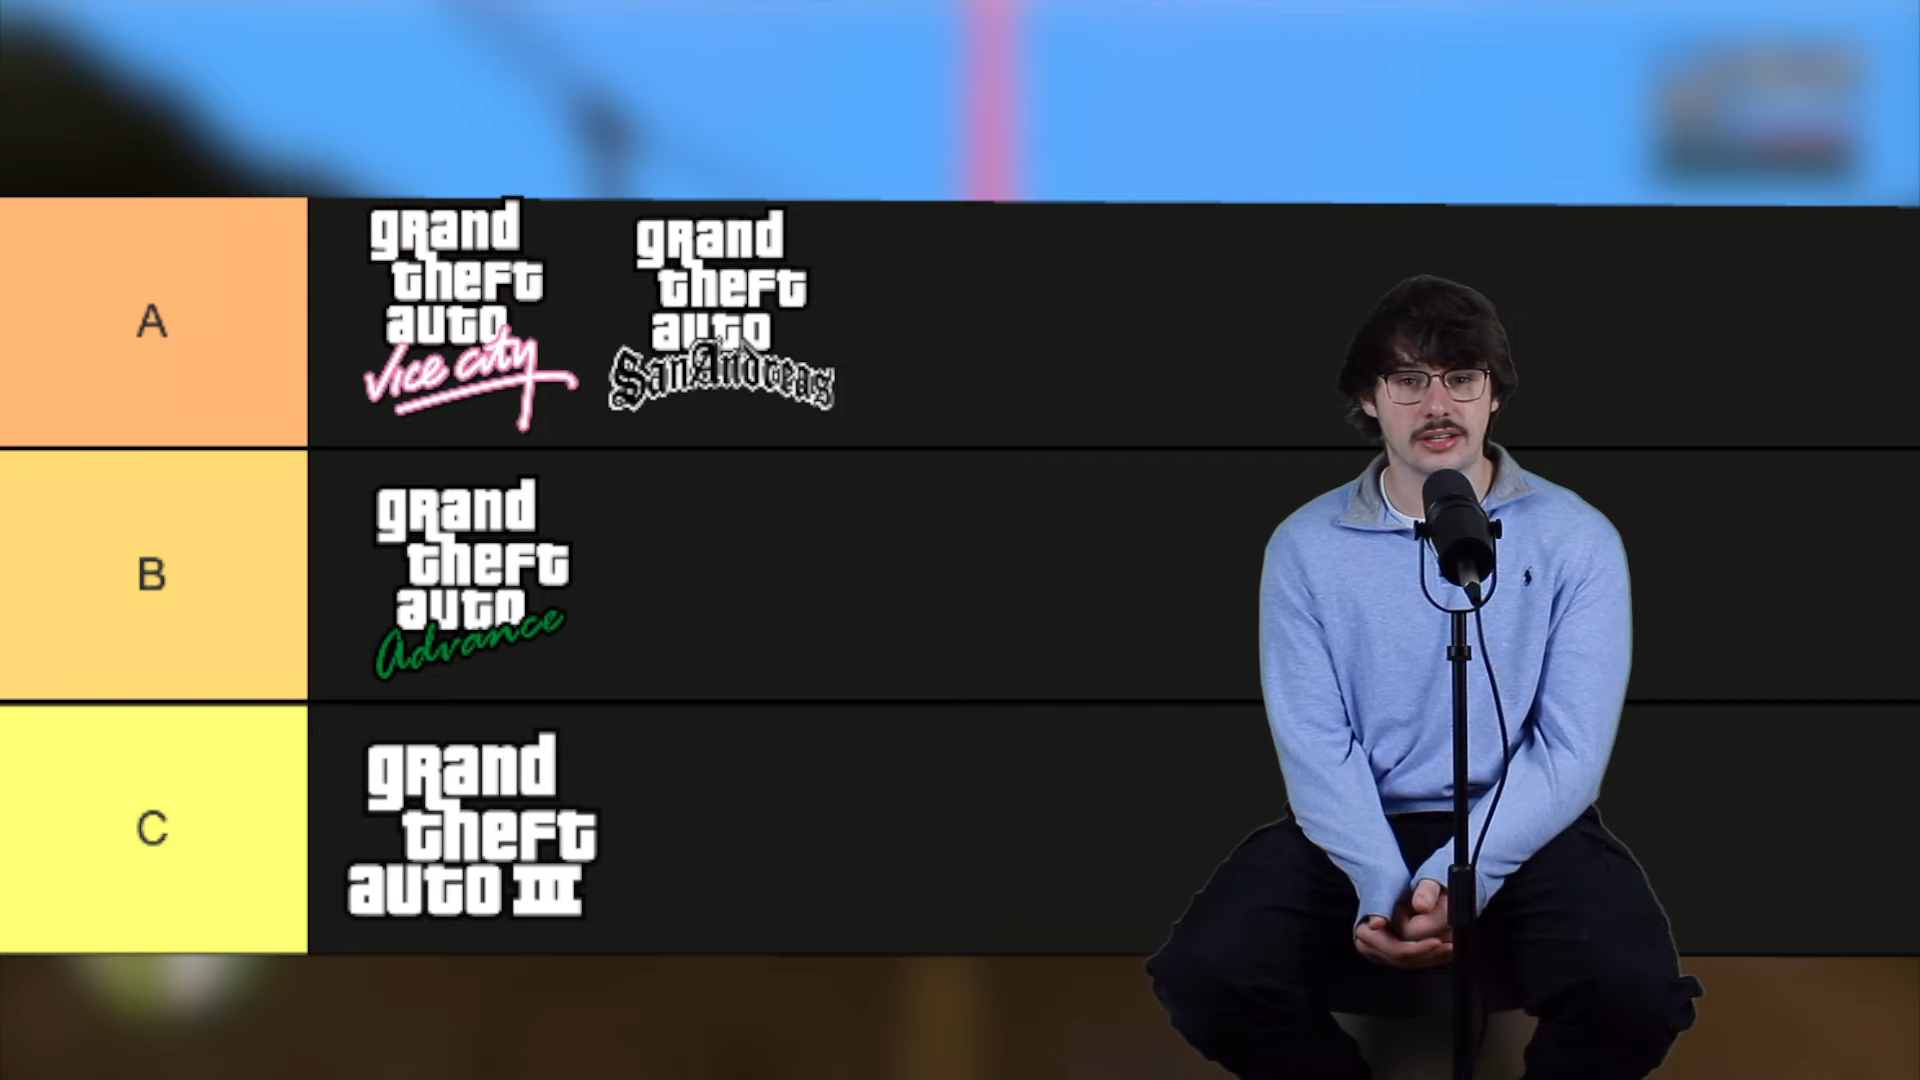 A
grand
theft
auto
Vice City
grand
theft
auto
San Andreas
B
grand
theft
auto
Advance
C
grand
theft
auto III